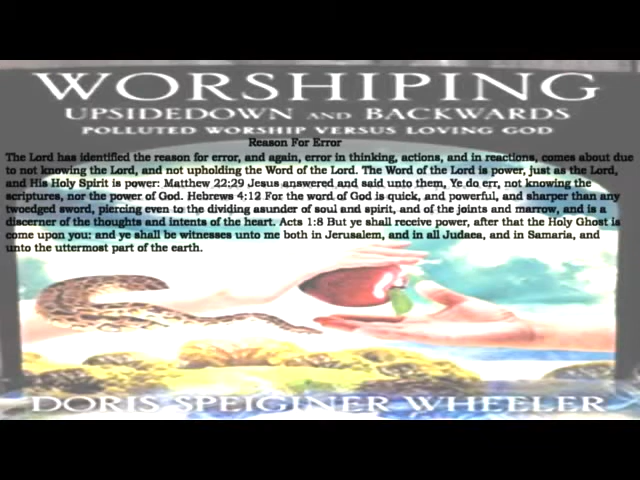 WORSHIPING
UPSIDEDOWN AND BACKWARDS
POLLUTED WORSHIP VERSUS LOVING GOD
Reason For Error
The Lord has identified the reason for error, and again, error in thinking, actions, and in reactions, comes about due
to not knowing the Lord, and not upholding the Word of the Lord. The Word of the Lord is power, just as the Lord,
and His Holy Spirit is power: Matthew 22:29 Jesus answered and said unto them, Ye do err, not knowing the
scriptures, nor the power of God. Hebrews 4:12 For the word of God is quick, and powerful, and sharper than any
twoedged sword, piercing even to the dividing asunder of soul and spirit, and of the joints and marrow, and is a
discerner of the thoughts and intents of the heart. Acts 1:8 But ye shall receive power, after that the Holy Ghost is
come upon you: and ye shall be witnesses unto me both in Jerusalem, and in all Judaea, and in Samaria, and
unto the uttermost part of the earth.
DORIS SPEIGINER WHEELER